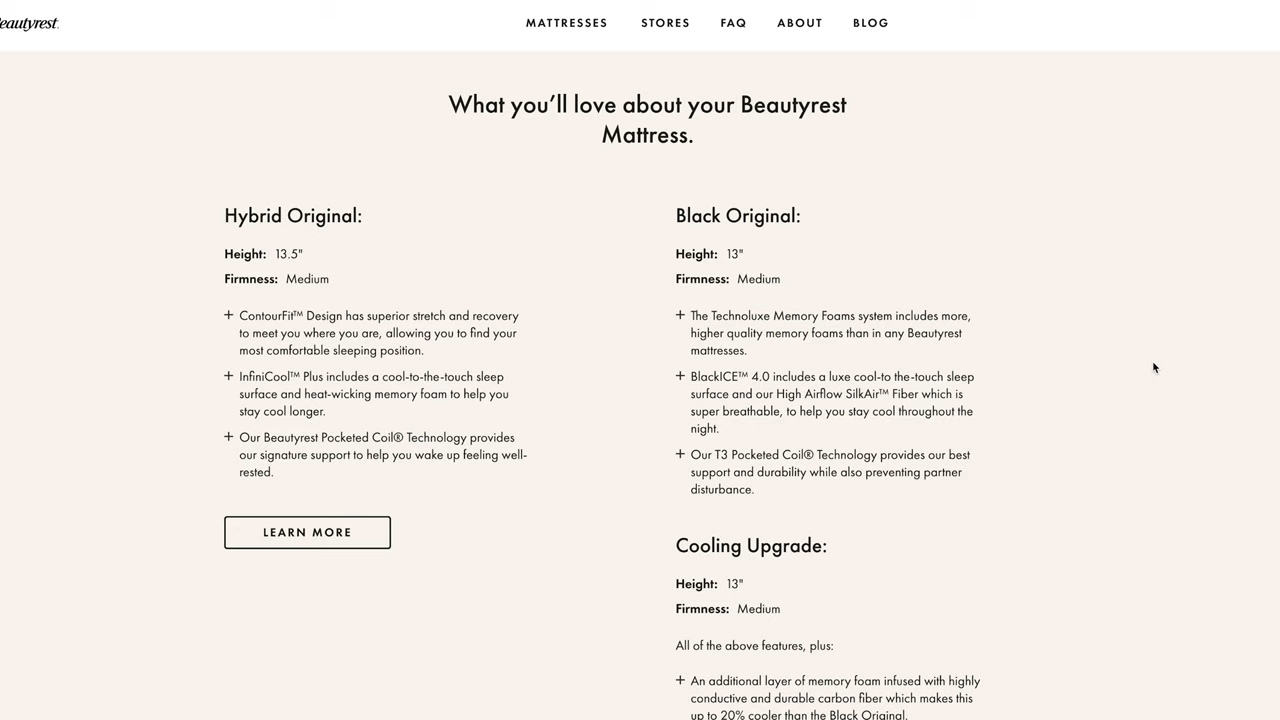 Beautyrest.
MATTRESSES STORES FAQ ABOUT BLOG
What you’ll love about your Beautyrest
Mattress.
Hybrid Original:
Height: 13.5"
Firmness: Medium
+ ContourFit™ Design has superior stretch and recovery
to meet you where you are, allowing you to find your
most comfortable sleeping position.
+ InfiniCool™ Plus includes a cool-to-the-touch sleep
surface and heat-wicking memory foam to help you
stay cool longer.
+ Our Beautyrest Pocketed Coil® Technology provides
our signature support to help you wake up feeling well-
rested.
LEARN MORE
Black Original:
Height: 13"
Firmness: Medium
+ The Technoluxe Memory Foams system includes more,
higher quality memory foams than in any Beautyrest
mattresses.
+ BlackICE™ 4.0 includes a luxe cool-to the-touch sleep
surface and our High Airflow SilkAir™ Fiber which is
super breathable, to help you stay cool throughout the
night.
+ Our T3 Pocketed Coil® Technology provides our best
support and durability while also preventing partner
disturbance.
Cooling Upgrade:
Height: 13"
Firmness: Medium
All of the above features, plus:
+ An additional layer of memory foam infused with highly
conductive and durable carbon fiber which makes this
up to 20% cooler than the Black Original.